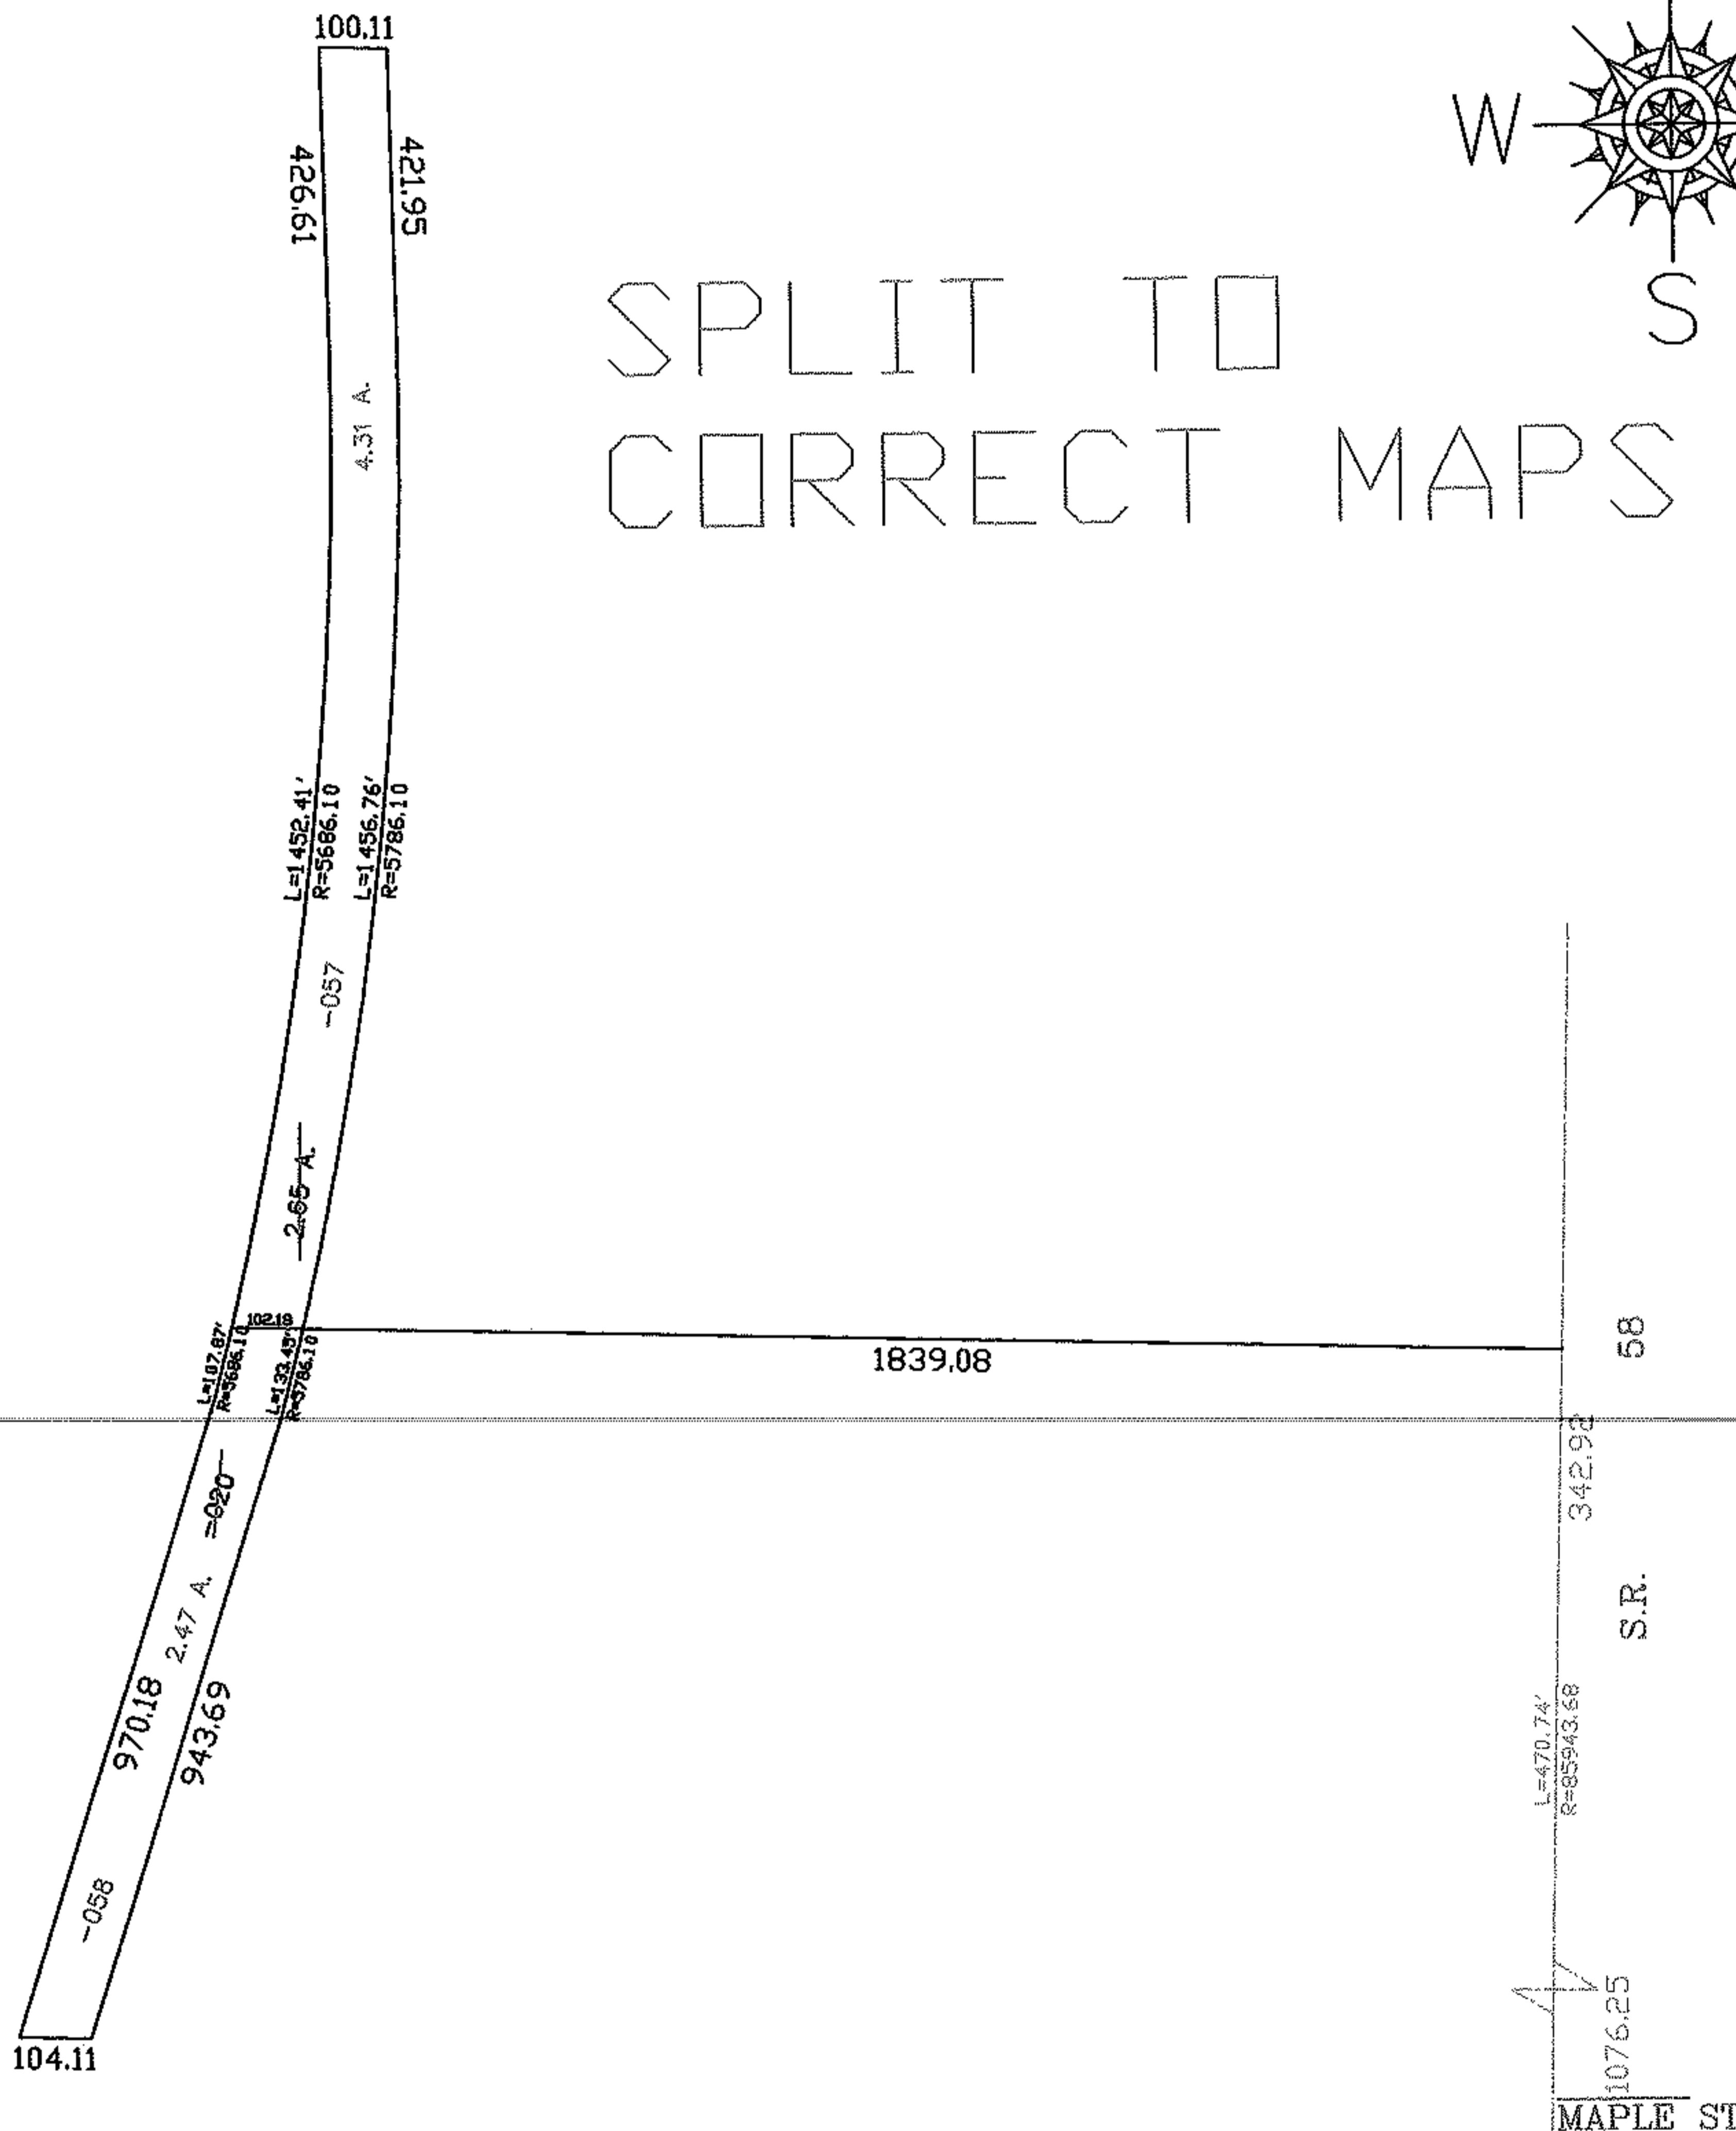 100.11
W
S
426.61
421.95
SPLIT TO
CORRECT MAPS
4.31 A.
L=1452.41'
R=5686.10
L=1456.76'
R=5786.10
-057
2.65 A.
102.19
1839.08
58
L=107.87'
R=5686.10
L=133.45'
R=5786.10
342.92
-020
2.47 A.
S.R.
970.18
943.69
L=470.74'
R=85943.68
-058
1076.25
104.11
MAPLE ST